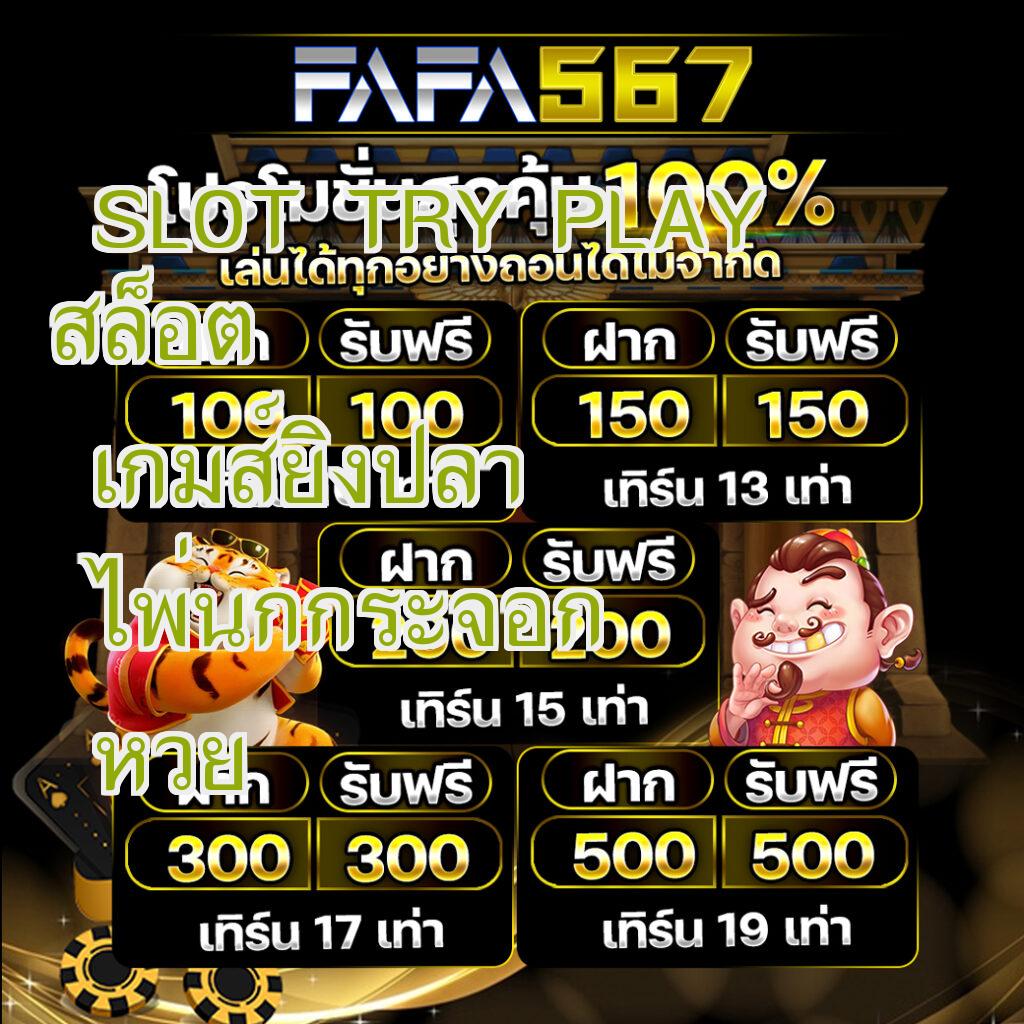 FAFA567
โปรโมชั่นสุดคุ้ม 100%
SLOT TRY PLAY
เล่นได้ทุกอย่างถอนได้ไม่จำกัด
สล็อต
รับฟรี ฝาก รับฟรี
100 100 150 150
เกมส์ยิงปลา
เทิร์น 13 เท่า
ฝาก รับฟรี
ไพ่นกกระจอก
200 200
เทิร์น 15 เท่า
หวย
ฝาก รับฟรี ฝาก รับฟรี
300 300 500 500
เทิร์น 17 เท่า เทิร์น 19 เท่า